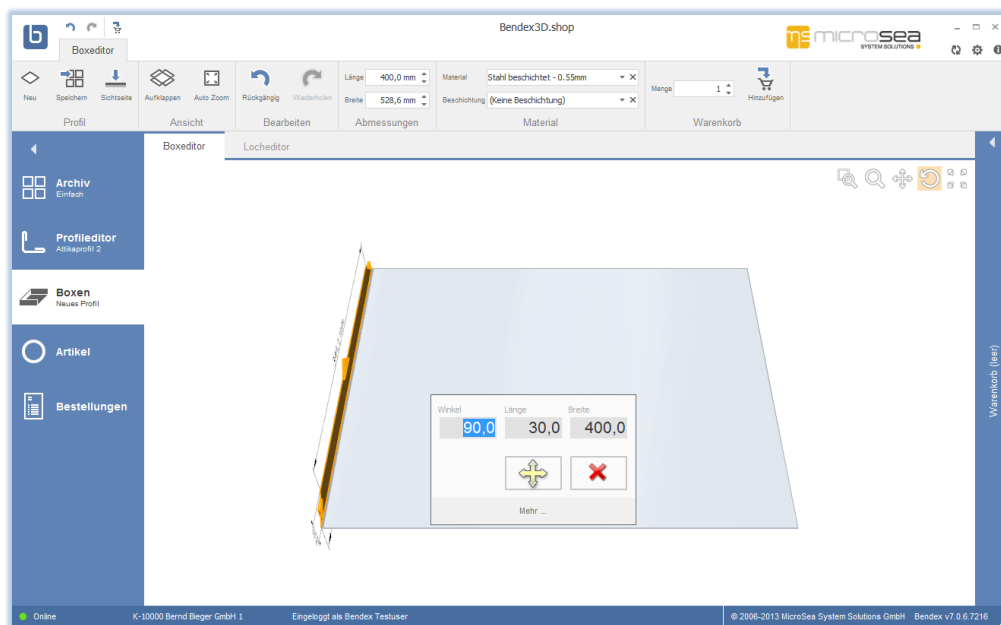 Bendex3D.shop
b
ms microsea
SYSTEM SOLUTIONS
Boxeditor
Neu
Speichern
Sichtseite
Aufklappen
Auto Zoom
Rückgängig
Wiederholen
Länge 400,0 mm
Breite 528,6 mm
Material Stahl beschichtet - 0.55mm
Beschichtung (Keine Beschichtung)
Menge 1
Hinzufügen
Profil
Ansicht
Bearbeiten
Abmessungen
Material
Warenkorb
Boxeditor
Locheditor
Archiv
Einfach
Profileditor
Attikaprofil 2
Boxen
Neues Profil
Artikel
Bestellungen
Winkel Länge Breite
90,0 30,0 400,0
Mehr ...
Warenkorb (leer)
Online
K-10000 Bernd Bieger GmbH 1
Eingeloggt als Bendex Testuser
© 2006-2013 MicroSea System Solutions GmbH
Bendex v7.0.6.7216